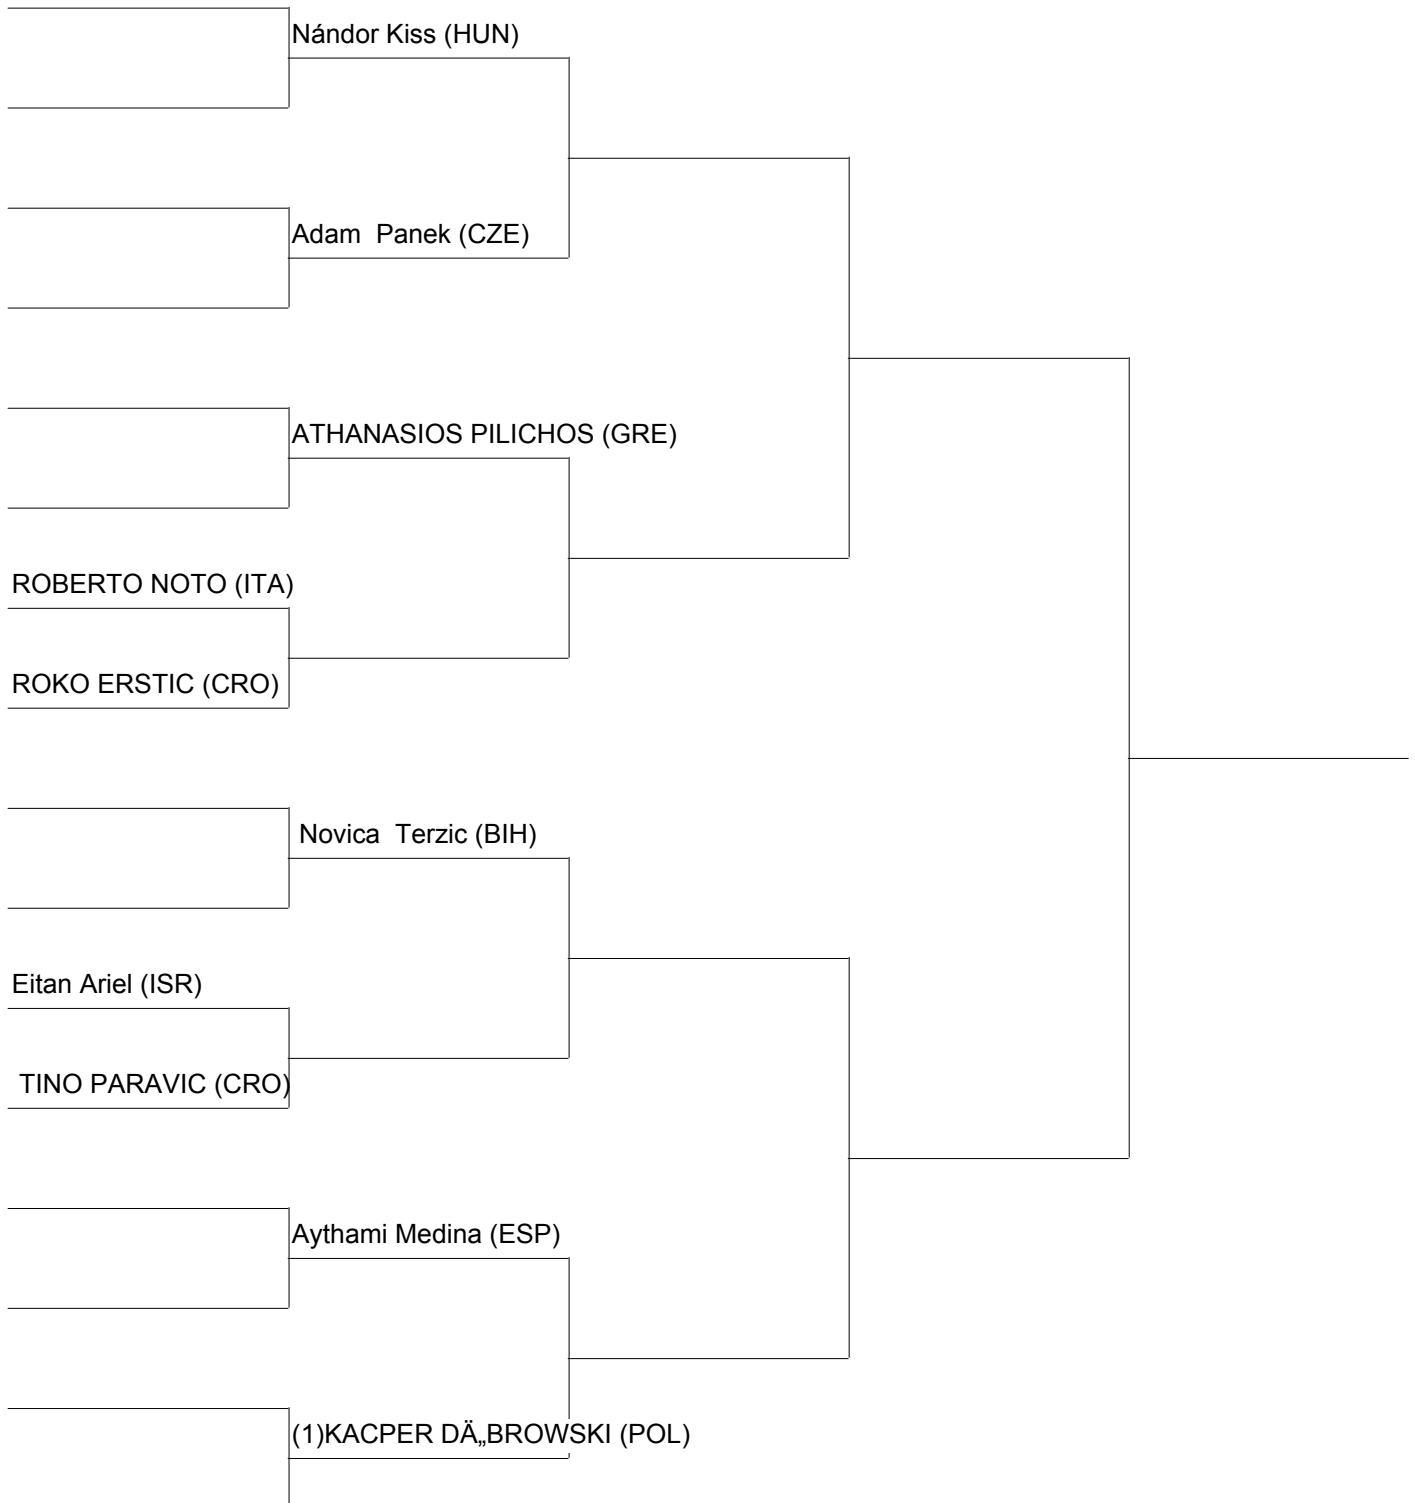 Nándor Kiss (HUN)
Adam  Panek (CZE)
ATHANASIOS PILICHOS (GRE)
ROBERTO NOTO (ITA)
ROKO ERSTIC (CRO)
Novica  Terzic (BIH)
Eitan Ariel (ISR)
TINO PARAVIC (CRO)
Aythami Medina (ESP)
(1)KACPER DÄ„BROWSKI (POL)